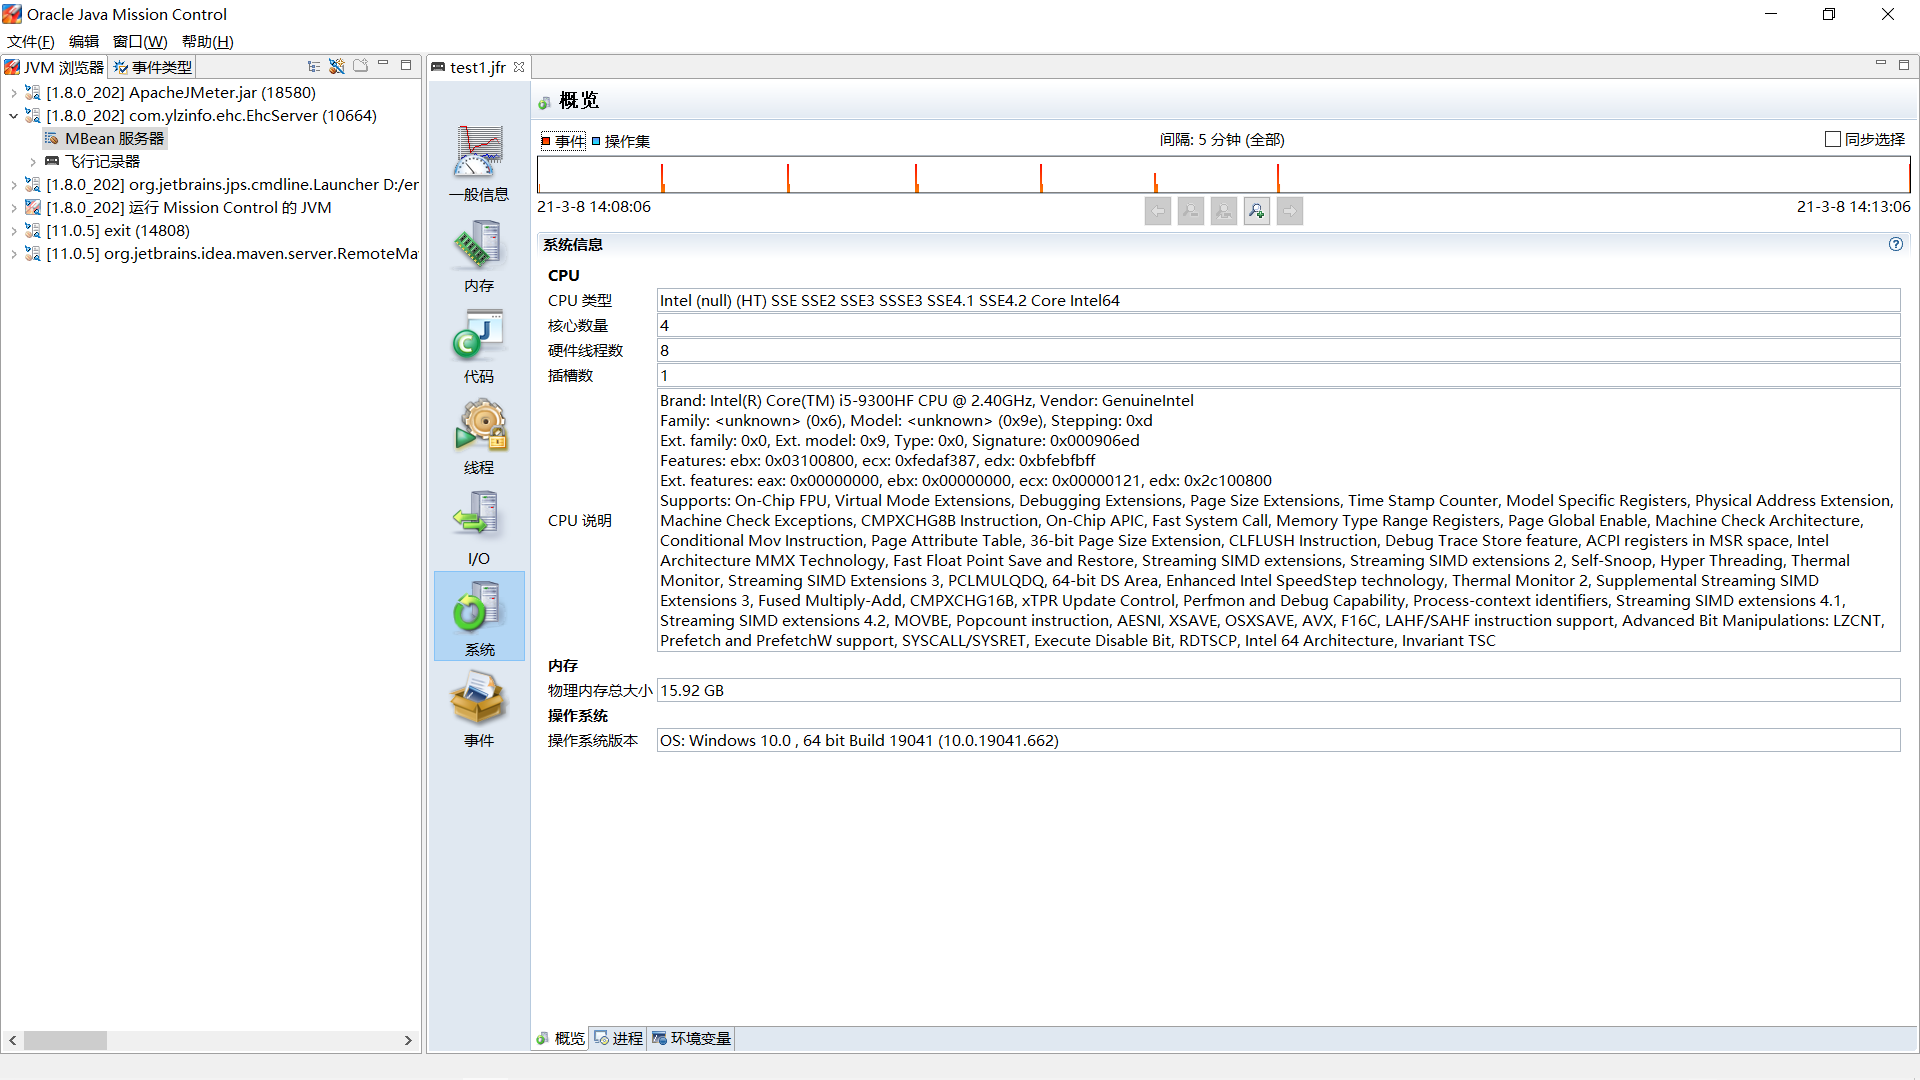 Oracle Java Mission Control
文件(F) 编辑 窗口(W) 帮助(H)
JVM 浏览器 事件类型
[1.8.0_202] ApacheJMeter.jar (18580)
[1.8.0_202] com.ylzinfo.ehc.EhcServer (10664)
MBean 服务器
飞行记录器
[1.8.0_202] org.jetbrains.jps.cmdline.Launcher D:/er
[1.8.0_202] 运行 Mission Control 的 JVM
[11.0.5] exit (14808)
[11.0.5] org.jetbrains.idea.maven.server.RemoteMa
test1.jfr
一般信息
内存
代码
线程
I/O
系统
事件
概览
事件 操作集 间隔: 5 分钟 (全部) 同步选择
21-3-8 14:08:06 21-3-8 14:13:06
系统信息
CPU
CPU 类型 Intel (null) (HT) SSE SSE2 SSE3 SSSE3 SSE4.1 SSE4.2 Core Intel64
核心数量 4
硬件线程数 8
插槽数 1
CPU 说明
Brand: Intel(R) Core(TM) i5-9300HF CPU @ 2.40GHz, Vendor: GenuineIntel
Family: <unknown> (0x6), Model: <unknown> (0x9e), Stepping: 0xd
Ext. family: 0x0, Ext. model: 0x9, Type: 0x0, Signature: 0x000906ed
Features: ebx: 0x03100800, ecx: 0xfedaf387, edx: 0xbfebfbff
Ext. features: eax: 0x00000000, ebx: 0x00000000, ecx: 0x00000121, edx: 0x2c100800
Supports: On-Chip FPU, Virtual Mode Extensions, Debugging Extensions, Page Size Extensions, Time Stamp Counter, Model Specific Registers, Physical Address Extension,
Machine Check Exceptions, CMPXCHG8B Instruction, On-Chip APIC, Fast System Call, Memory Type Range Registers, Page Global Enable, Machine Check Architecture,
Conditional Mov Instruction, Page Attribute Table, 36-bit Page Size Extension, CLFLUSH Instruction, Debug Trace Store feature, ACPI registers in MSR space, Intel
Architecture MMX Technology, Fast Float Point Save and Restore, Streaming SIMD extensions, Streaming SIMD extensions 2, Self-Snoop, Hyper Threading, Thermal
Monitor, Streaming SIMD Extensions 3, PCLMULQDQ, 64-bit DS Area, Enhanced Intel SpeedStep technology, Thermal Monitor 2, Supplemental Streaming SIMD
Extensions 3, Fused Multiply-Add, CMPXCHG16B, xTPR Update Control, Perfmon and Debug Capability, Process-context identifiers, Streaming SIMD extensions 4.1,
Streaming SIMD extensions 4.2, MOVBE, Popcount instruction, AESNI, XSAVE, OSXSAVE, AVX, F16C, LAHF/SAHF instruction support, Advanced Bit Manipulations: LZCNT,
Prefetch and PrefetchW support, SYSCALL/SYSRET, Execute Disable Bit, RDTSCP, Intel 64 Architecture, Invariant TSC
内存
物理内存总大小 15.92 GB
操作系统
操作系统版本 OS: Windows 10.0 , 64 bit Build 19041 (10.0.19041.662)
概览 进程 环境变量